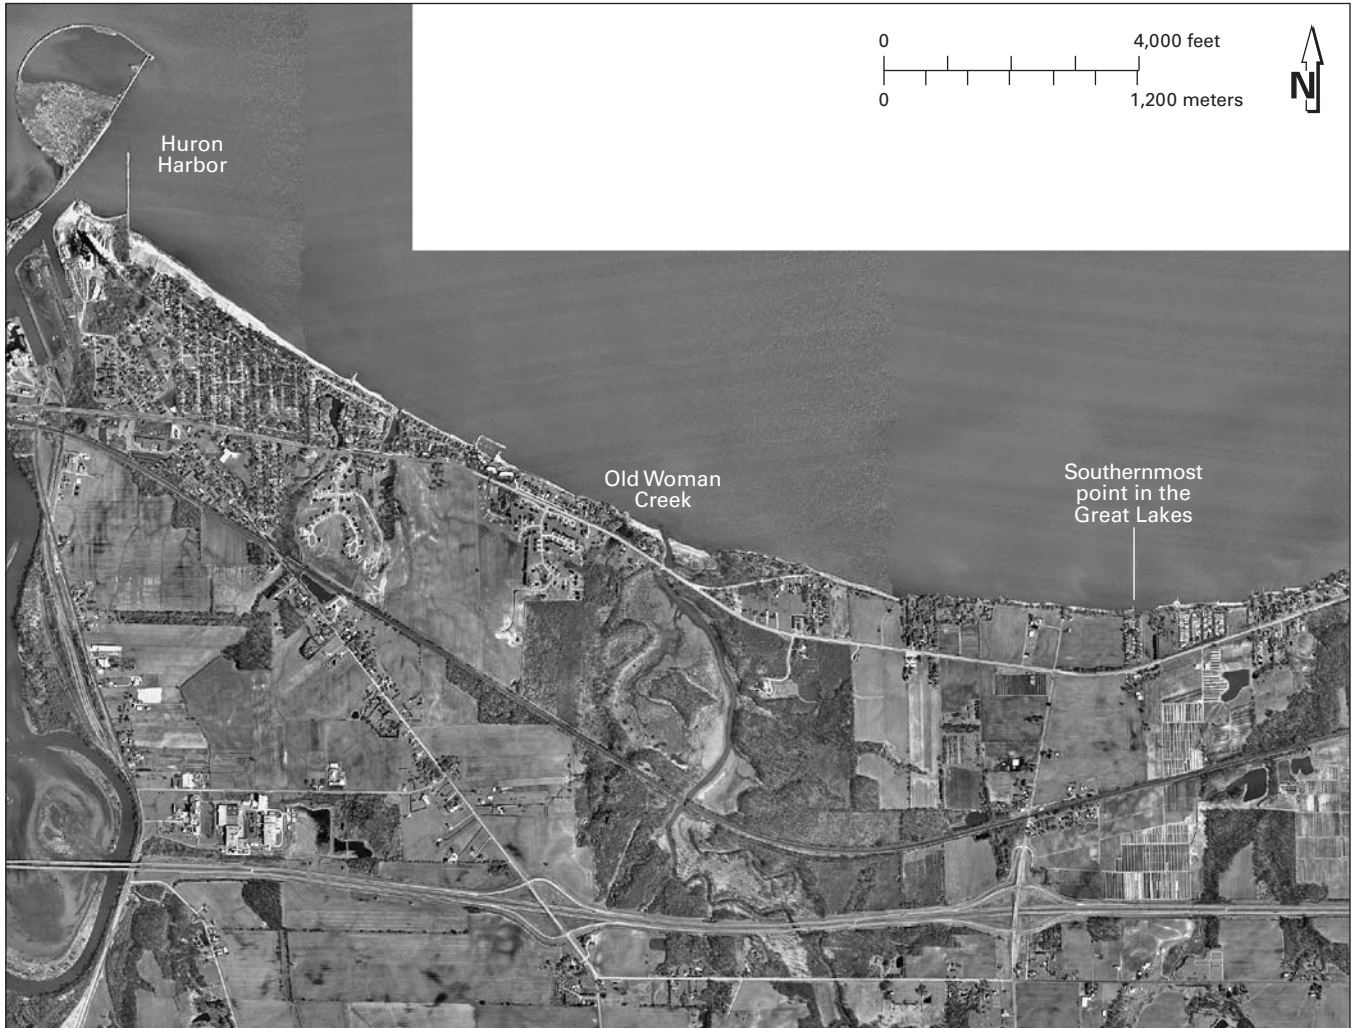 0 4,000 feet
0 1,200 meters
N
Huron
Harbor
Old Woman
Creek
Southernmost
point in the
Great Lakes